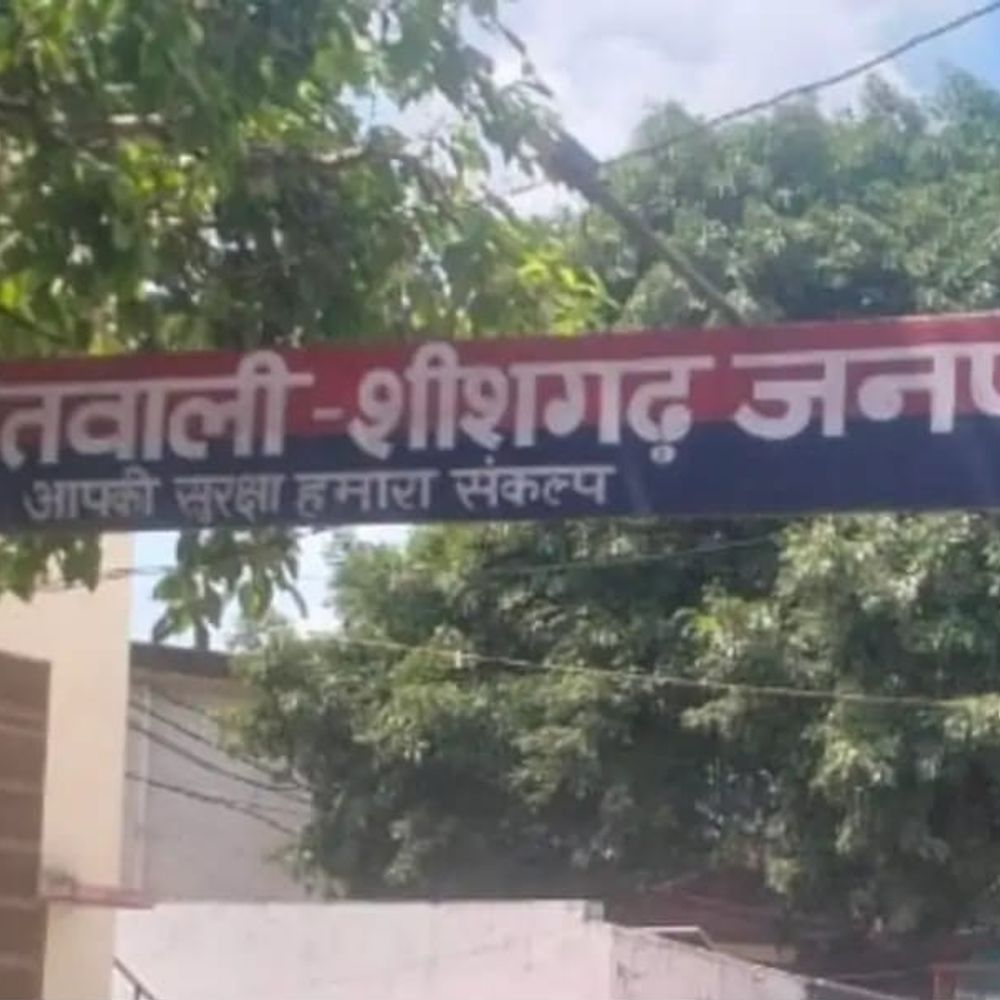 तवाली - शीशगढ़ जनप
आपकी सुरक्षा हमारा संकल्प